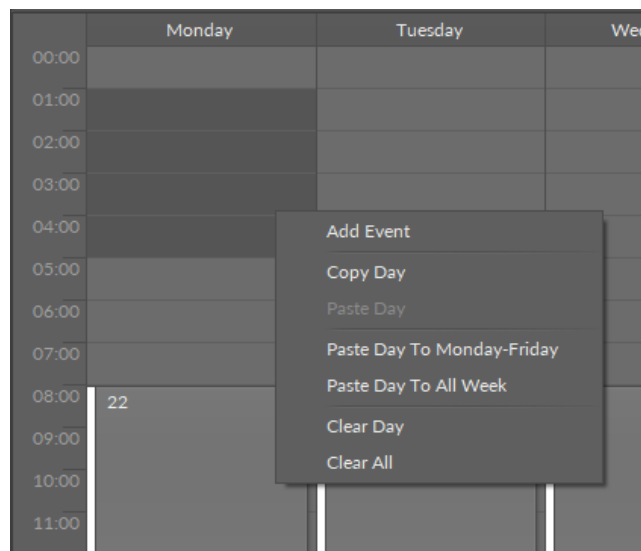 Monday Tuesday We
00:00
01:00
02:00
03:00
04:00
Add Event
05:00
Copy Day
06:00
Paste Day
07:00
Paste Day To Monday-Friday
Paste Day To All Week
08:00
22
Clear Day
09:00
Clear All
10:00
11:00